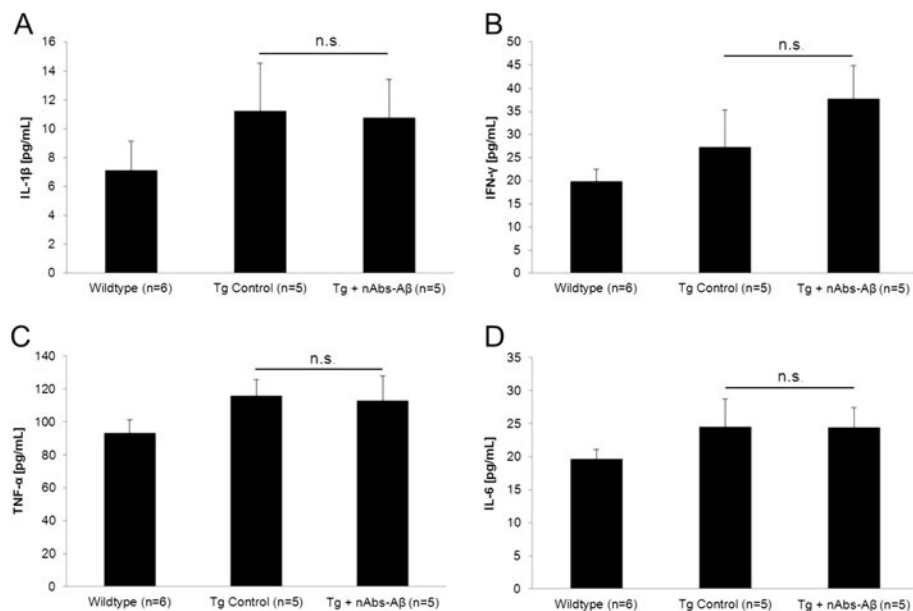 A
n.s.
IL-1β [pg/mL]
16
14
12
10
8
6
4
2
0
Wildtype (n=6) Tg Control (n=5) Tg + nAbs-Aβ (n=5)
B
n.s.
IFN-γ [pg/mL]
50
45
40
35
30
25
20
15
10
5
0
Wildtype (n=6) Tg Control (n=5) Tg + nAbs-Aβ (n=5)
C
n.s.
TNF-α [pg/mL]
140
120
100
80
60
40
20
0
Wildtype (n=6) Tg Control (n=5) Tg + nAbs-Aβ (n=5)
D
n.s.
IL-6 [pg/mL]
35
30
25
20
15
10
5
0
Wildtype (n=6) Tg Control (n=5) Tg + nAbs-Aβ (n=5)